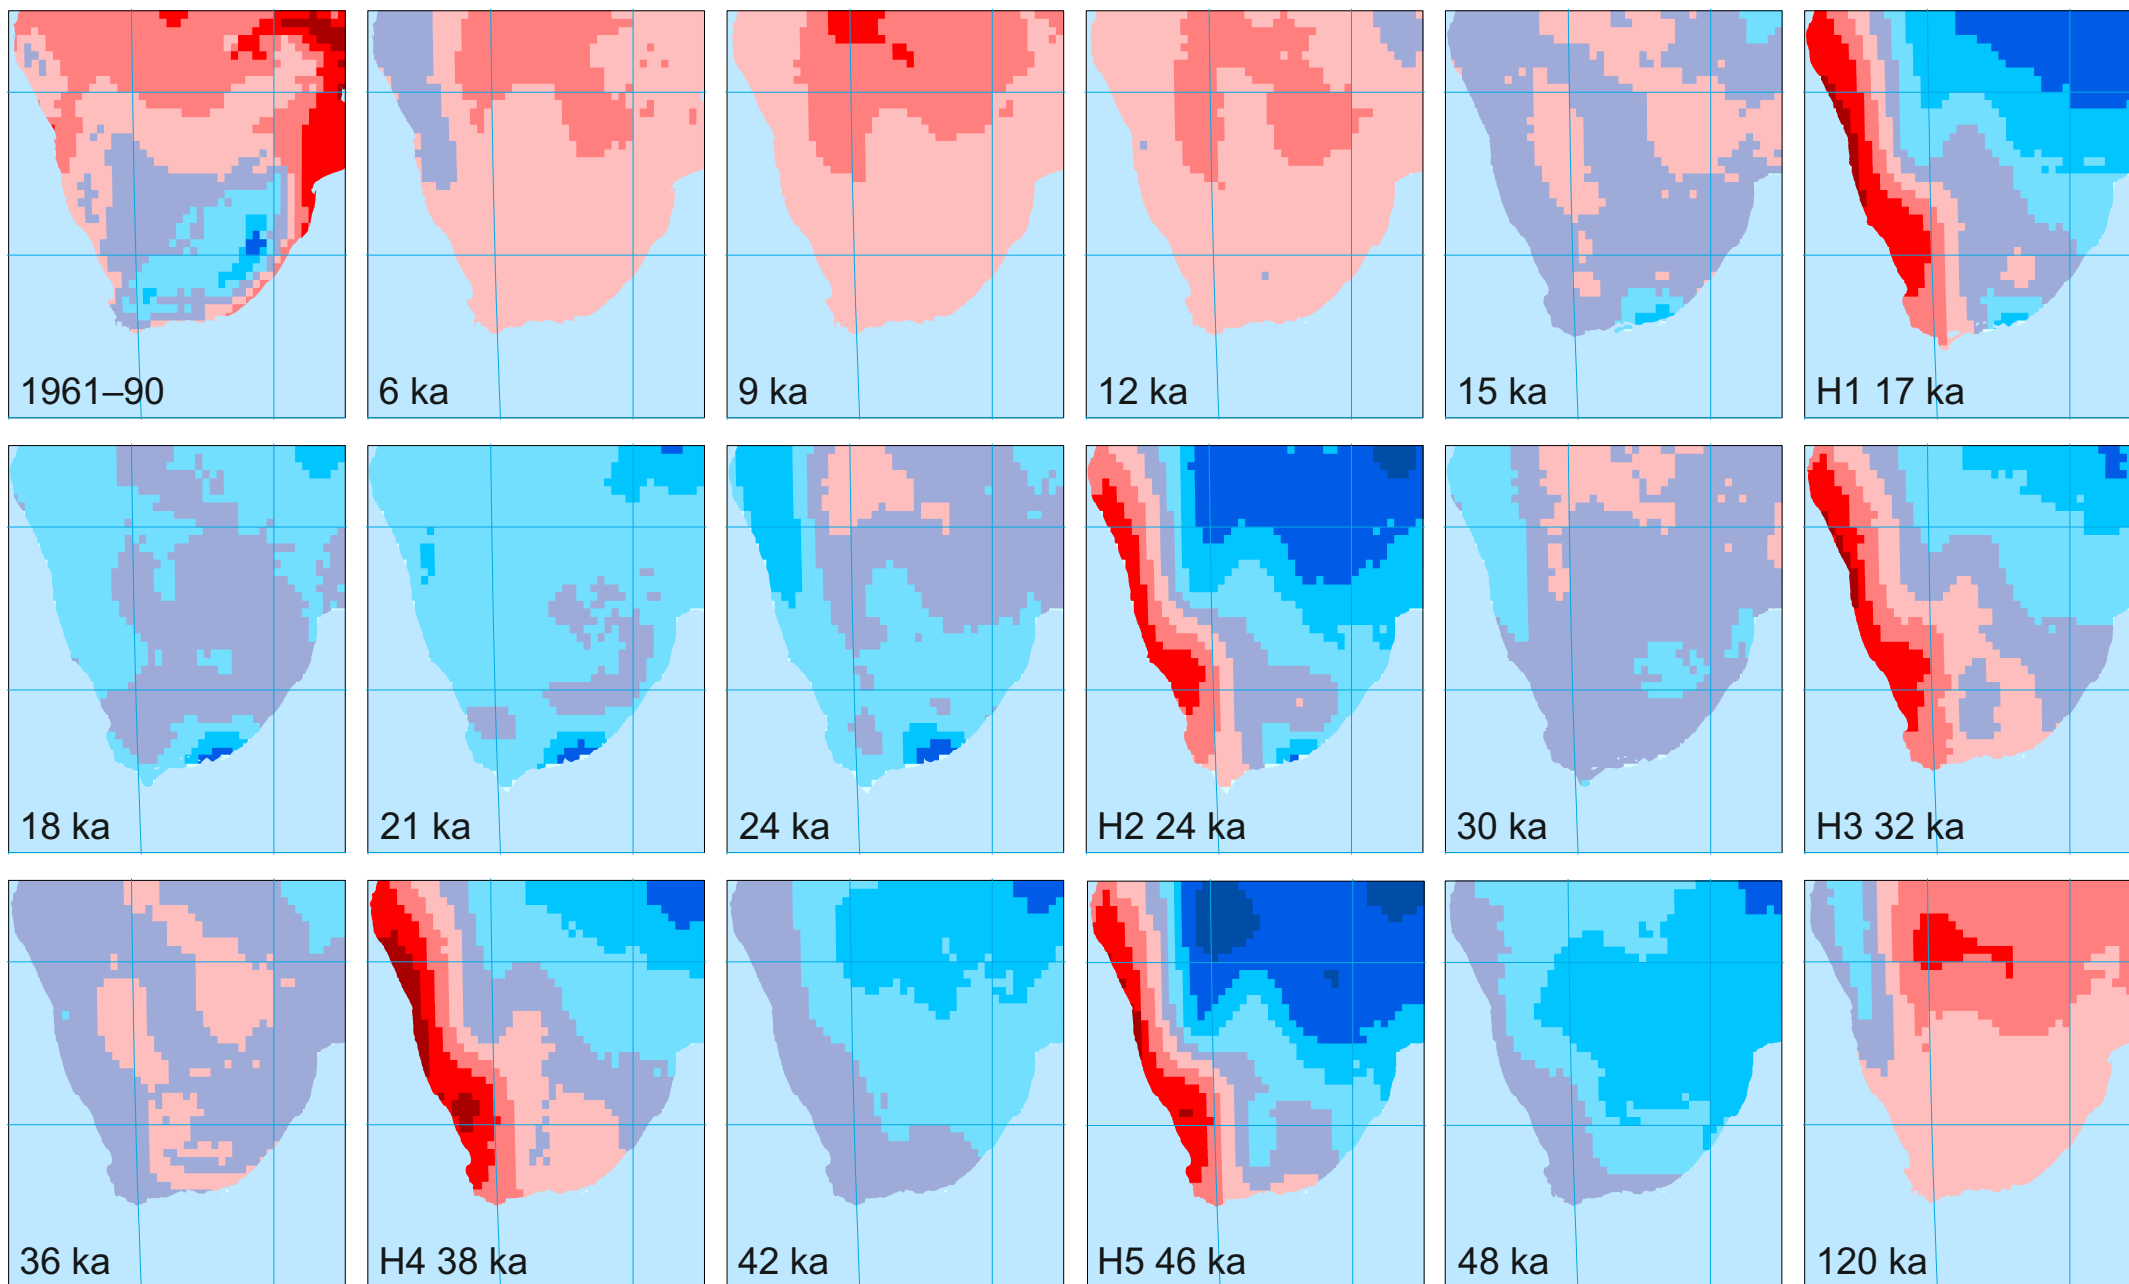 1961–90
6 ka
9 ka
12 ka
15 ka
H1 17 ka
18 ka
21 ka
24 ka
H2 24 ka
30 ka
H3 32 ka
36 ka
H4 38 ka
42 ka
H5 46 ka
48 ka
120 ka